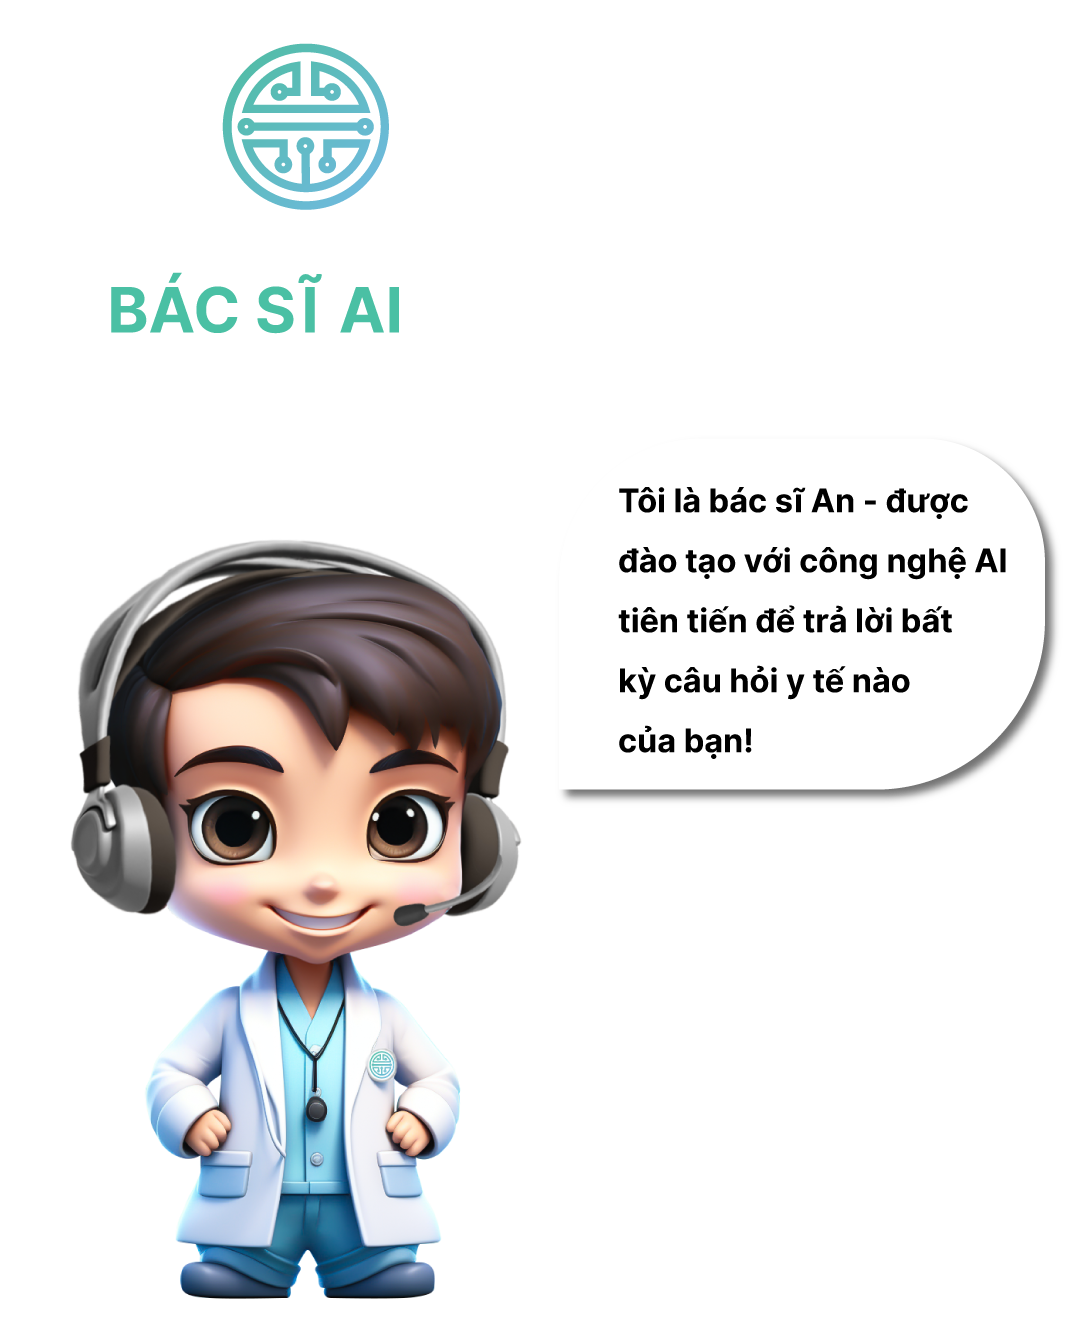 BÁC SĨ AI
Tôi là bác sĩ An - được
đào tạo với công nghệ AI
tiên tiến để trả lời bất
kỳ câu hỏi y tế nào
của bạn!